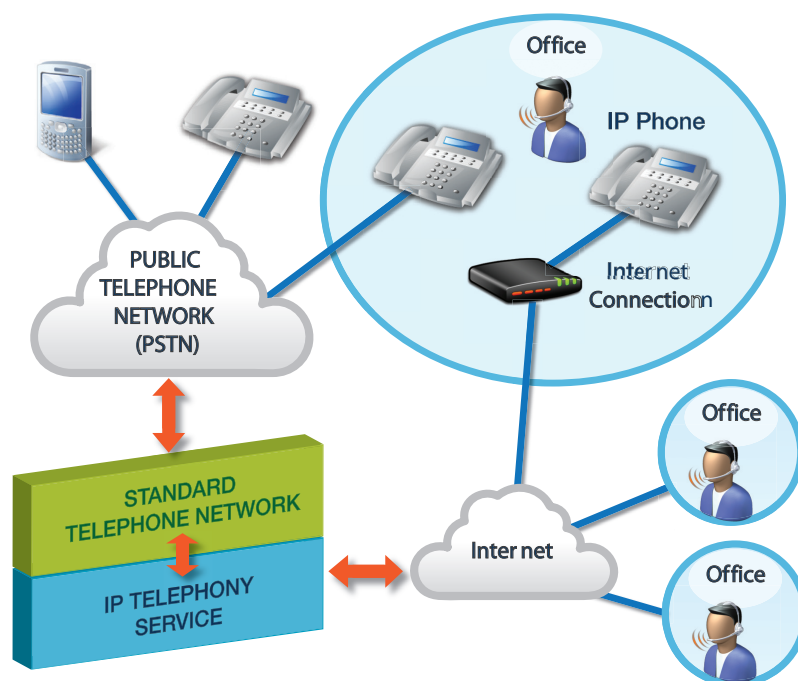 Office
IP Phone
PUBLIC
TELEPHONE
NETWORK
(PSTN)
Internet
Connection
Office
STANDARD
TELEPHONE NETWORK
Internet
IP TELEPHONY
SERVICE
Office